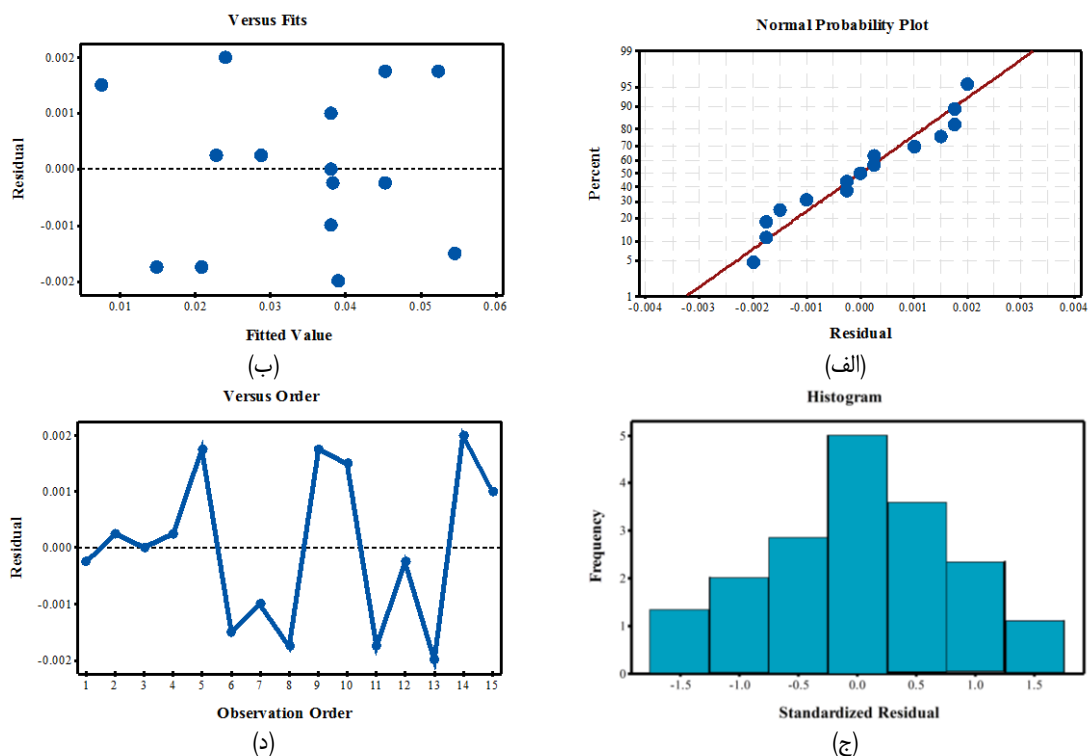 Versus Fits
0.002
0.001
0.000
-0.001
-0.002
Residual
0.01 0.02 0.03 0.04 0.05 0.06
Fitted Value
(ب)
Normal Probability Plot
99
95
90
80
70
60
50
40
30
20
10
5
1
Percent
-0.004 -0.003 -0.002 -0.001 0.000 0.001 0.002 0.003 0.004
Residual
(الف)
Versus Order
0.002
0.001
0.000
-0.001
-0.002
Residual
1 2 3 4 5 6 7 8 9 10 11 12 13 14 15
Observation Order
(د)
Histogram
5
4
3
2
1
0
Frequency
-1.5 -1.0 -0.5 0.0 0.5 1.0 1.5
Standardized Residual
(ج)